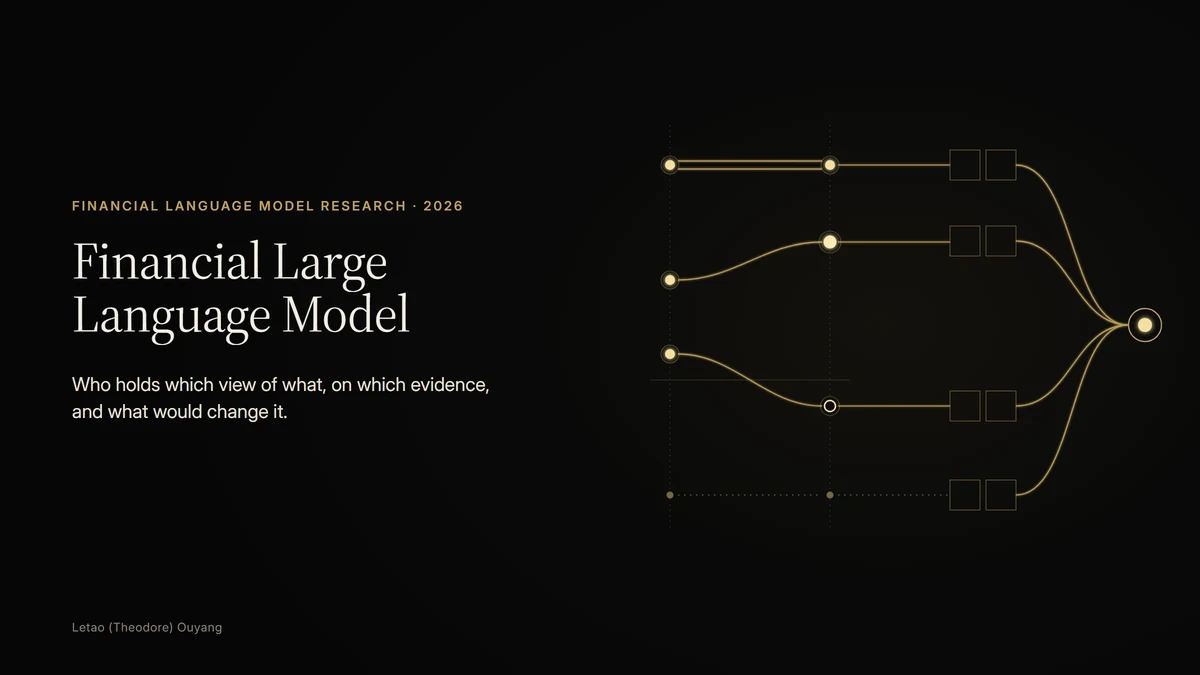 FINANCIAL LANGUAGE MODEL RESEARCH · 2026
Financial Large
Language Model
Who holds which view of what, on which evidence,
and what would change it.
Letao (Theodore) Ouyang